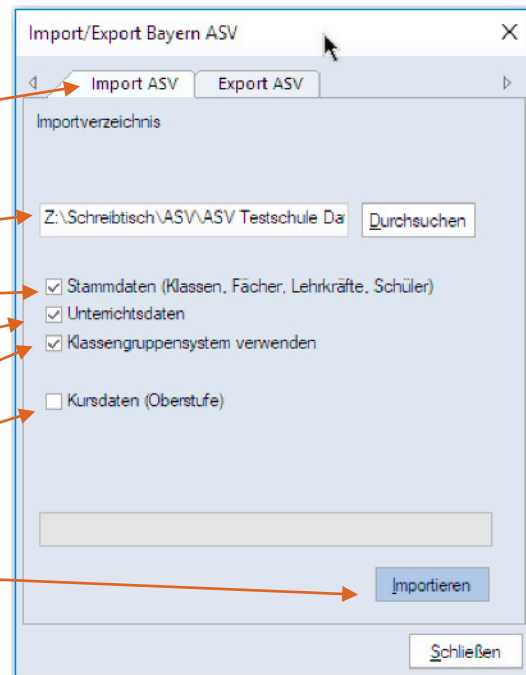 Import/Export Bayern ASV
Import ASV Export ASV
Importverzeichnis
Z:\Schreibtisch\ASV\ASV Testschule Da Durchsuchen
Stammdaten (Klassen, Fächer, Lehrkräfte, Schüler)
Unterrichtsdaten
Klassengruppensystem verwenden
Kursdaten (Oberstufe)
Importieren
Schließen